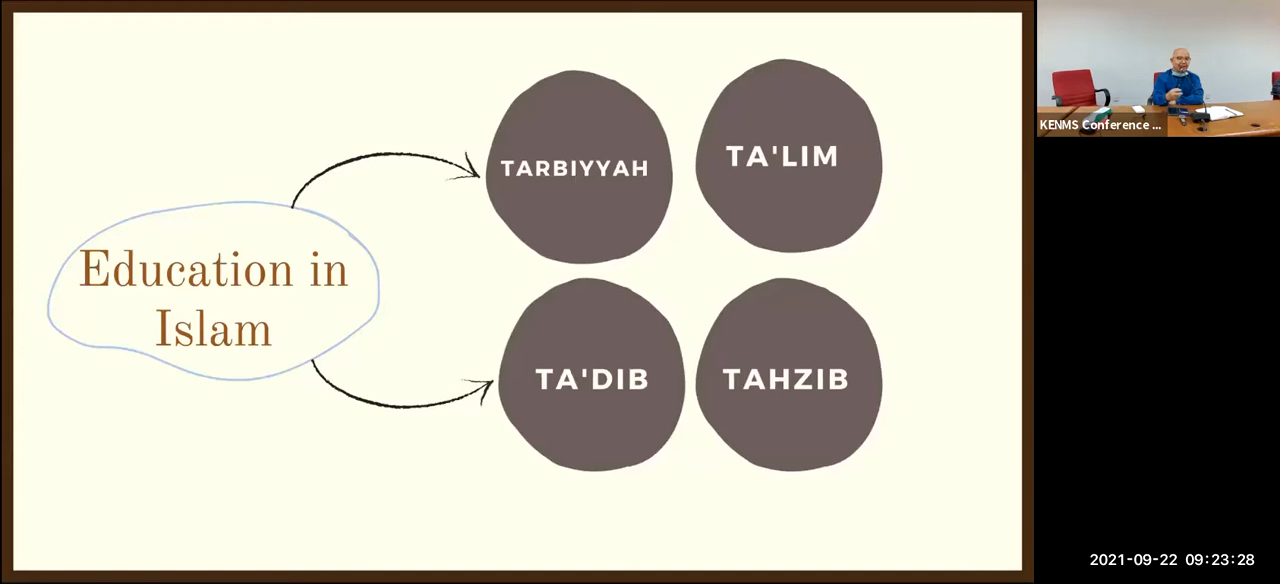 Education in
Islam
TARBIYYAH
TA'LIM
TA'DIB
TAHZIB
KENMS Conference ...
2021-09-22 09:23:28